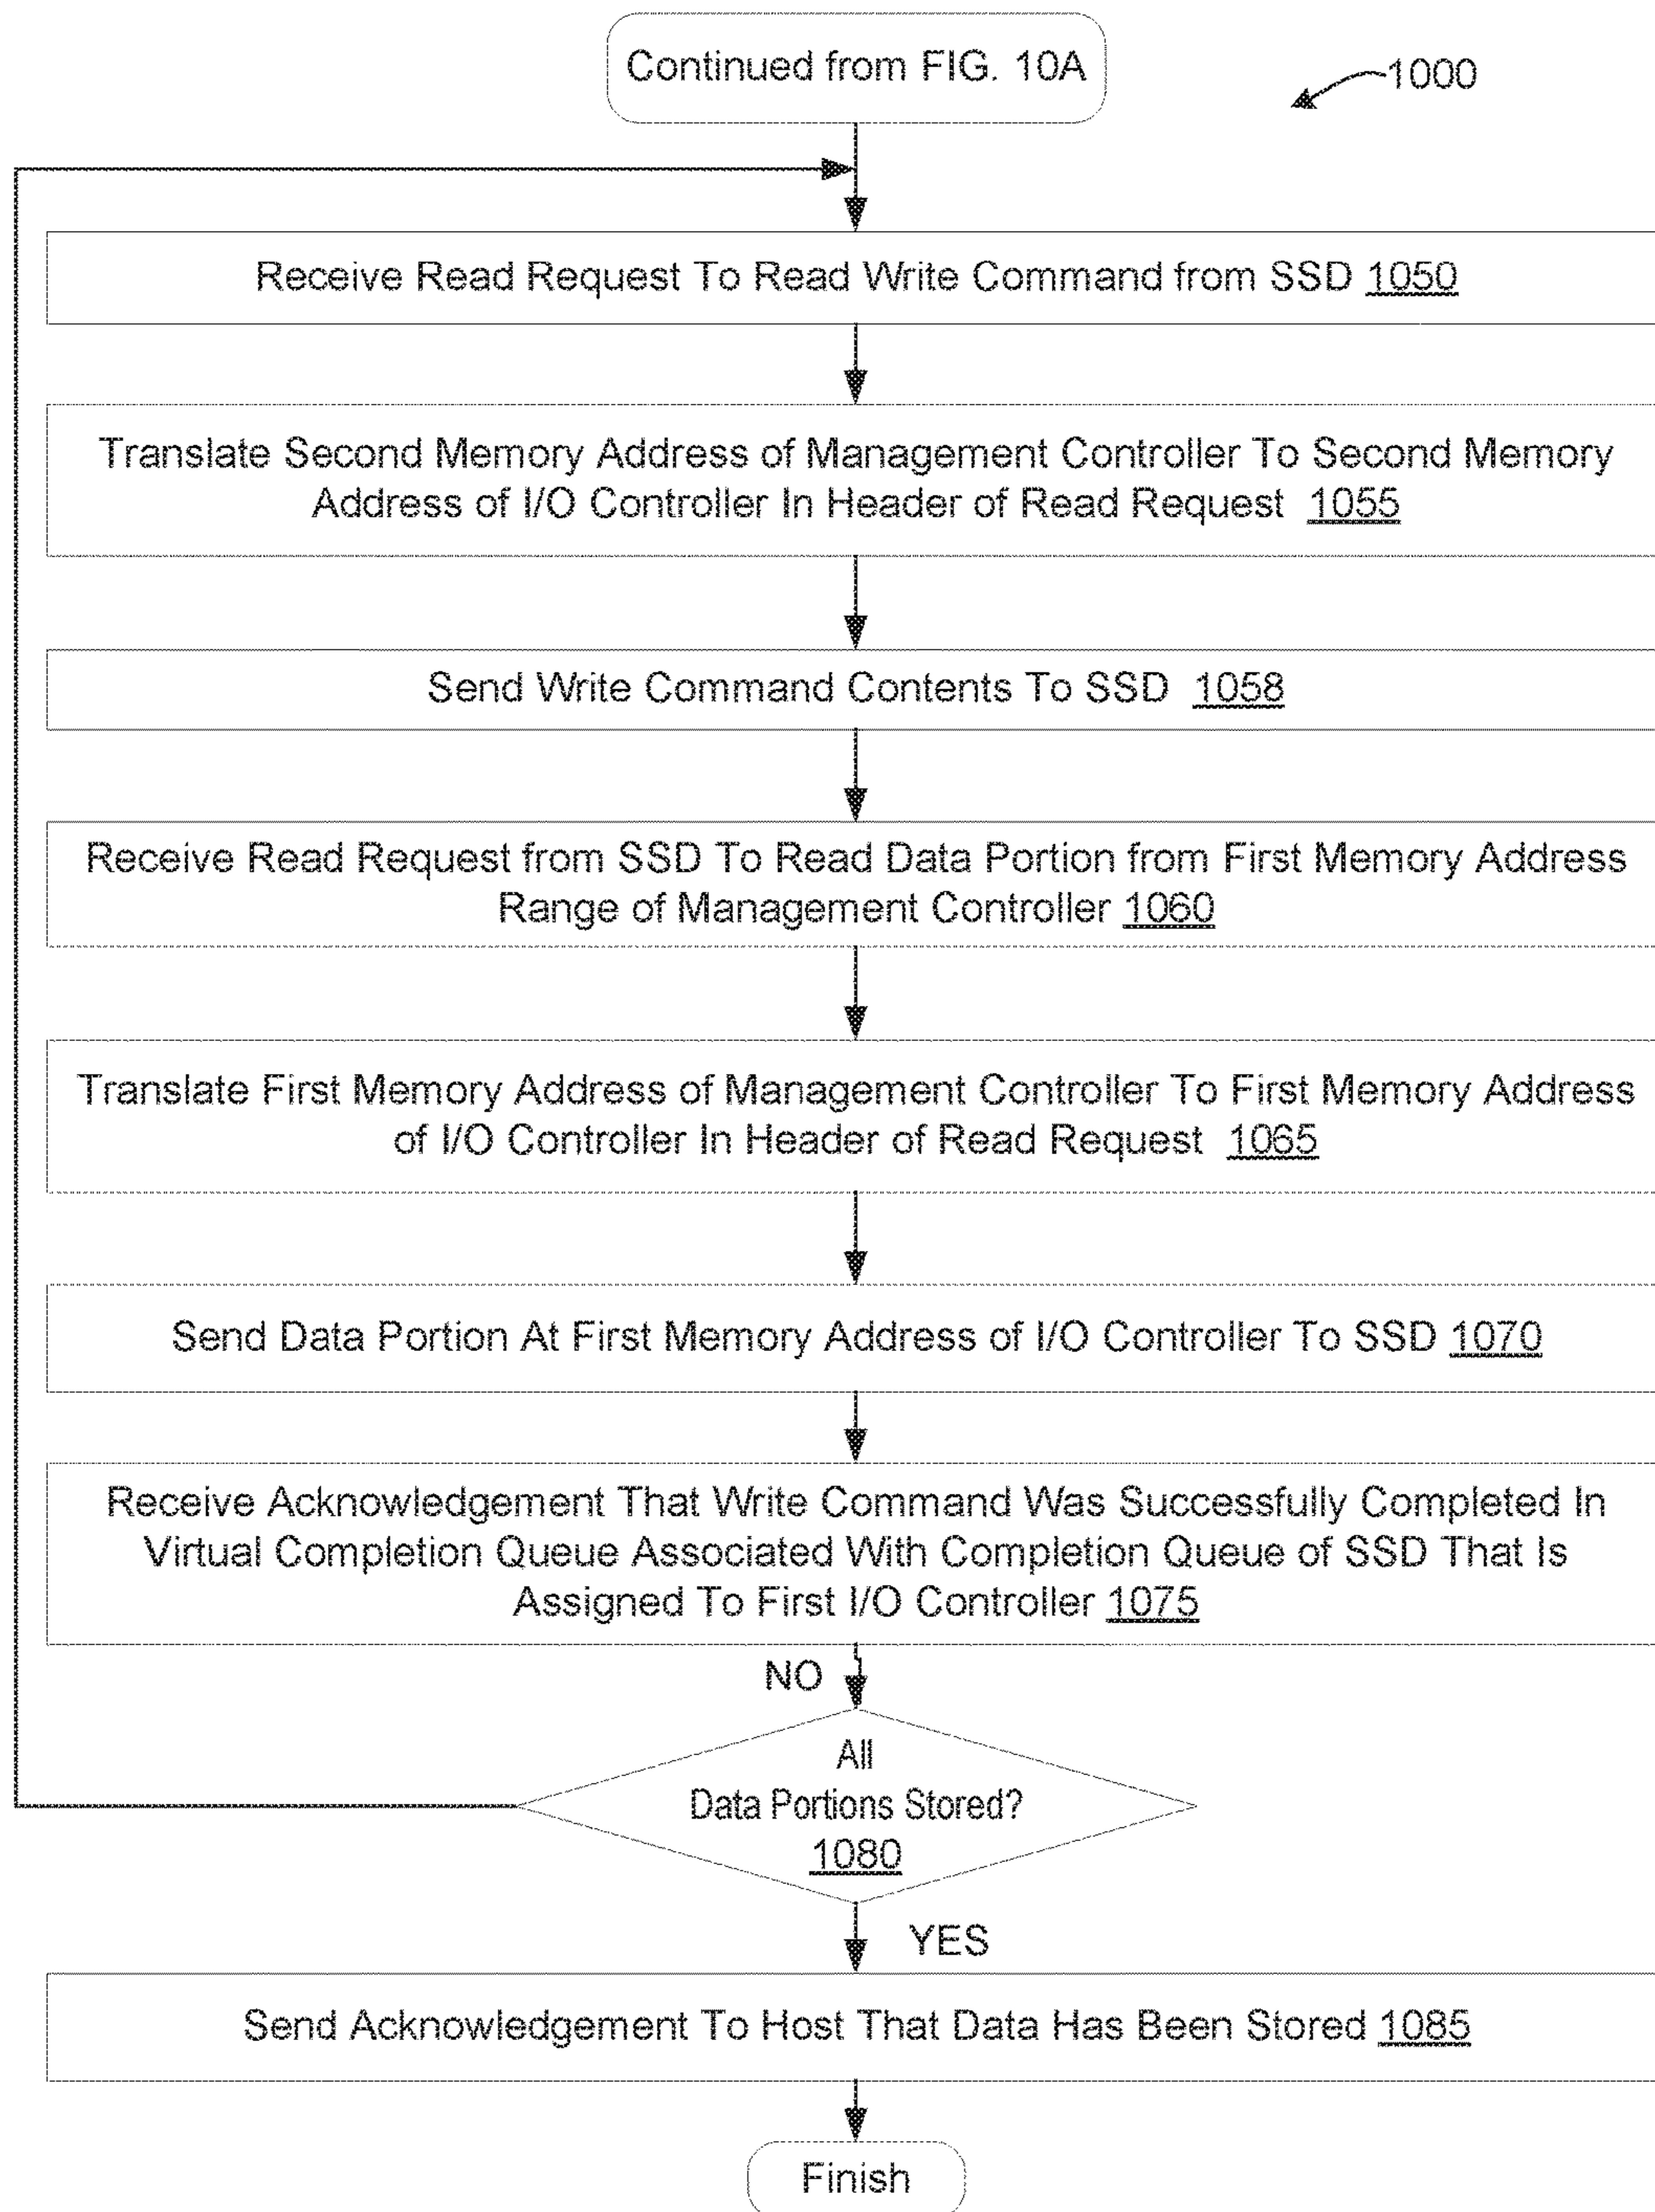 Continued from FIG. 10A
1000
Receive Read Request To Read Write Command from SSD 1050
Translate Second Memory Address of Management Controller To Second Memory
Address of I/O Controller In Header of Read Request 1055
Send Write Command Contents To SSD 1058
Receive Read Request from SSD To Read Data Portion from First Memory Address
Range of Management Controller 1060
Translate First Memory Address of Management Controller To First Memory Address
of I/O Controller In Header of Read Request 1065
Send Data Portion At First Memory Address of I/O Controller To SSD 1070
Receive Acknowledgement That Write Command Was Successfully Completed In
Virtual Completion Queue Associated With Completion Queue of SSD That Is
Assigned To First I/O Controller 1075
NO
All
Data Portions Stored?
1080
YES
Send Acknowledgement To Host That Data Has Been Stored 1085
Finish